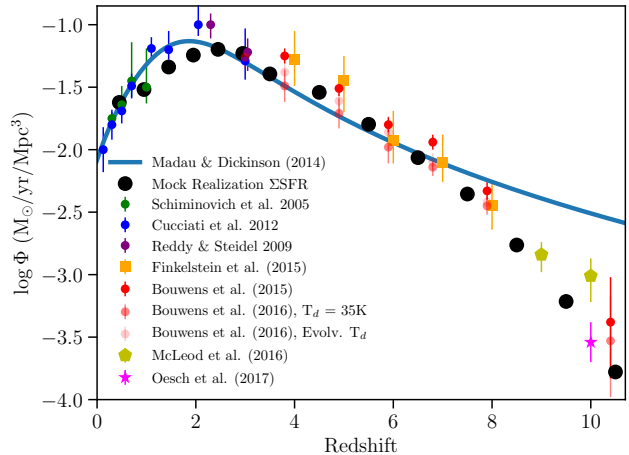 −1.0
−1.5
−2.0
−2.5
−3.0
−3.5
−4.0
log Φ (M⊙/yr/Mpc³)
Madau & Dickinson (2014)
Mock Realization ΣSFR
Schiminovich et al. 2005
Cucciati et al. 2012
Reddy & Steidel 2009
Finkelstein et al. (2015)
Bouwens et al. (2015)
Bouwens et al. (2016), T_d = 35K
Bouwens et al. (2016), Evolv. T_d
McLeod et al. (2016)
Oesch et al. (2017)
0 2 4 6 8 10
Redshift